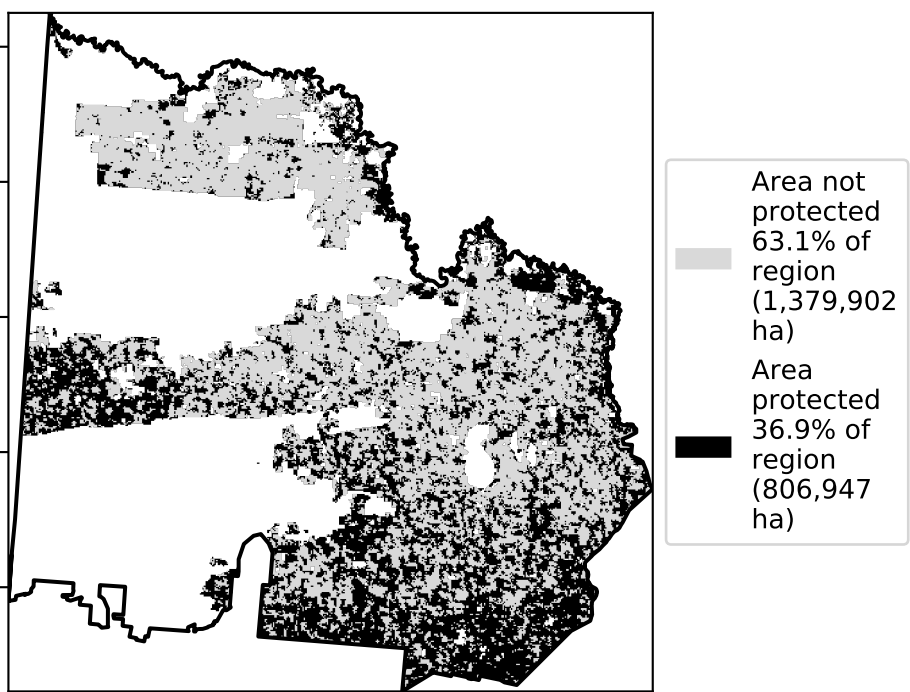 Area not
protected
63.1% of
region
(1,379,902
ha)
Area
protected
36.9% of
region
(806,947
ha)